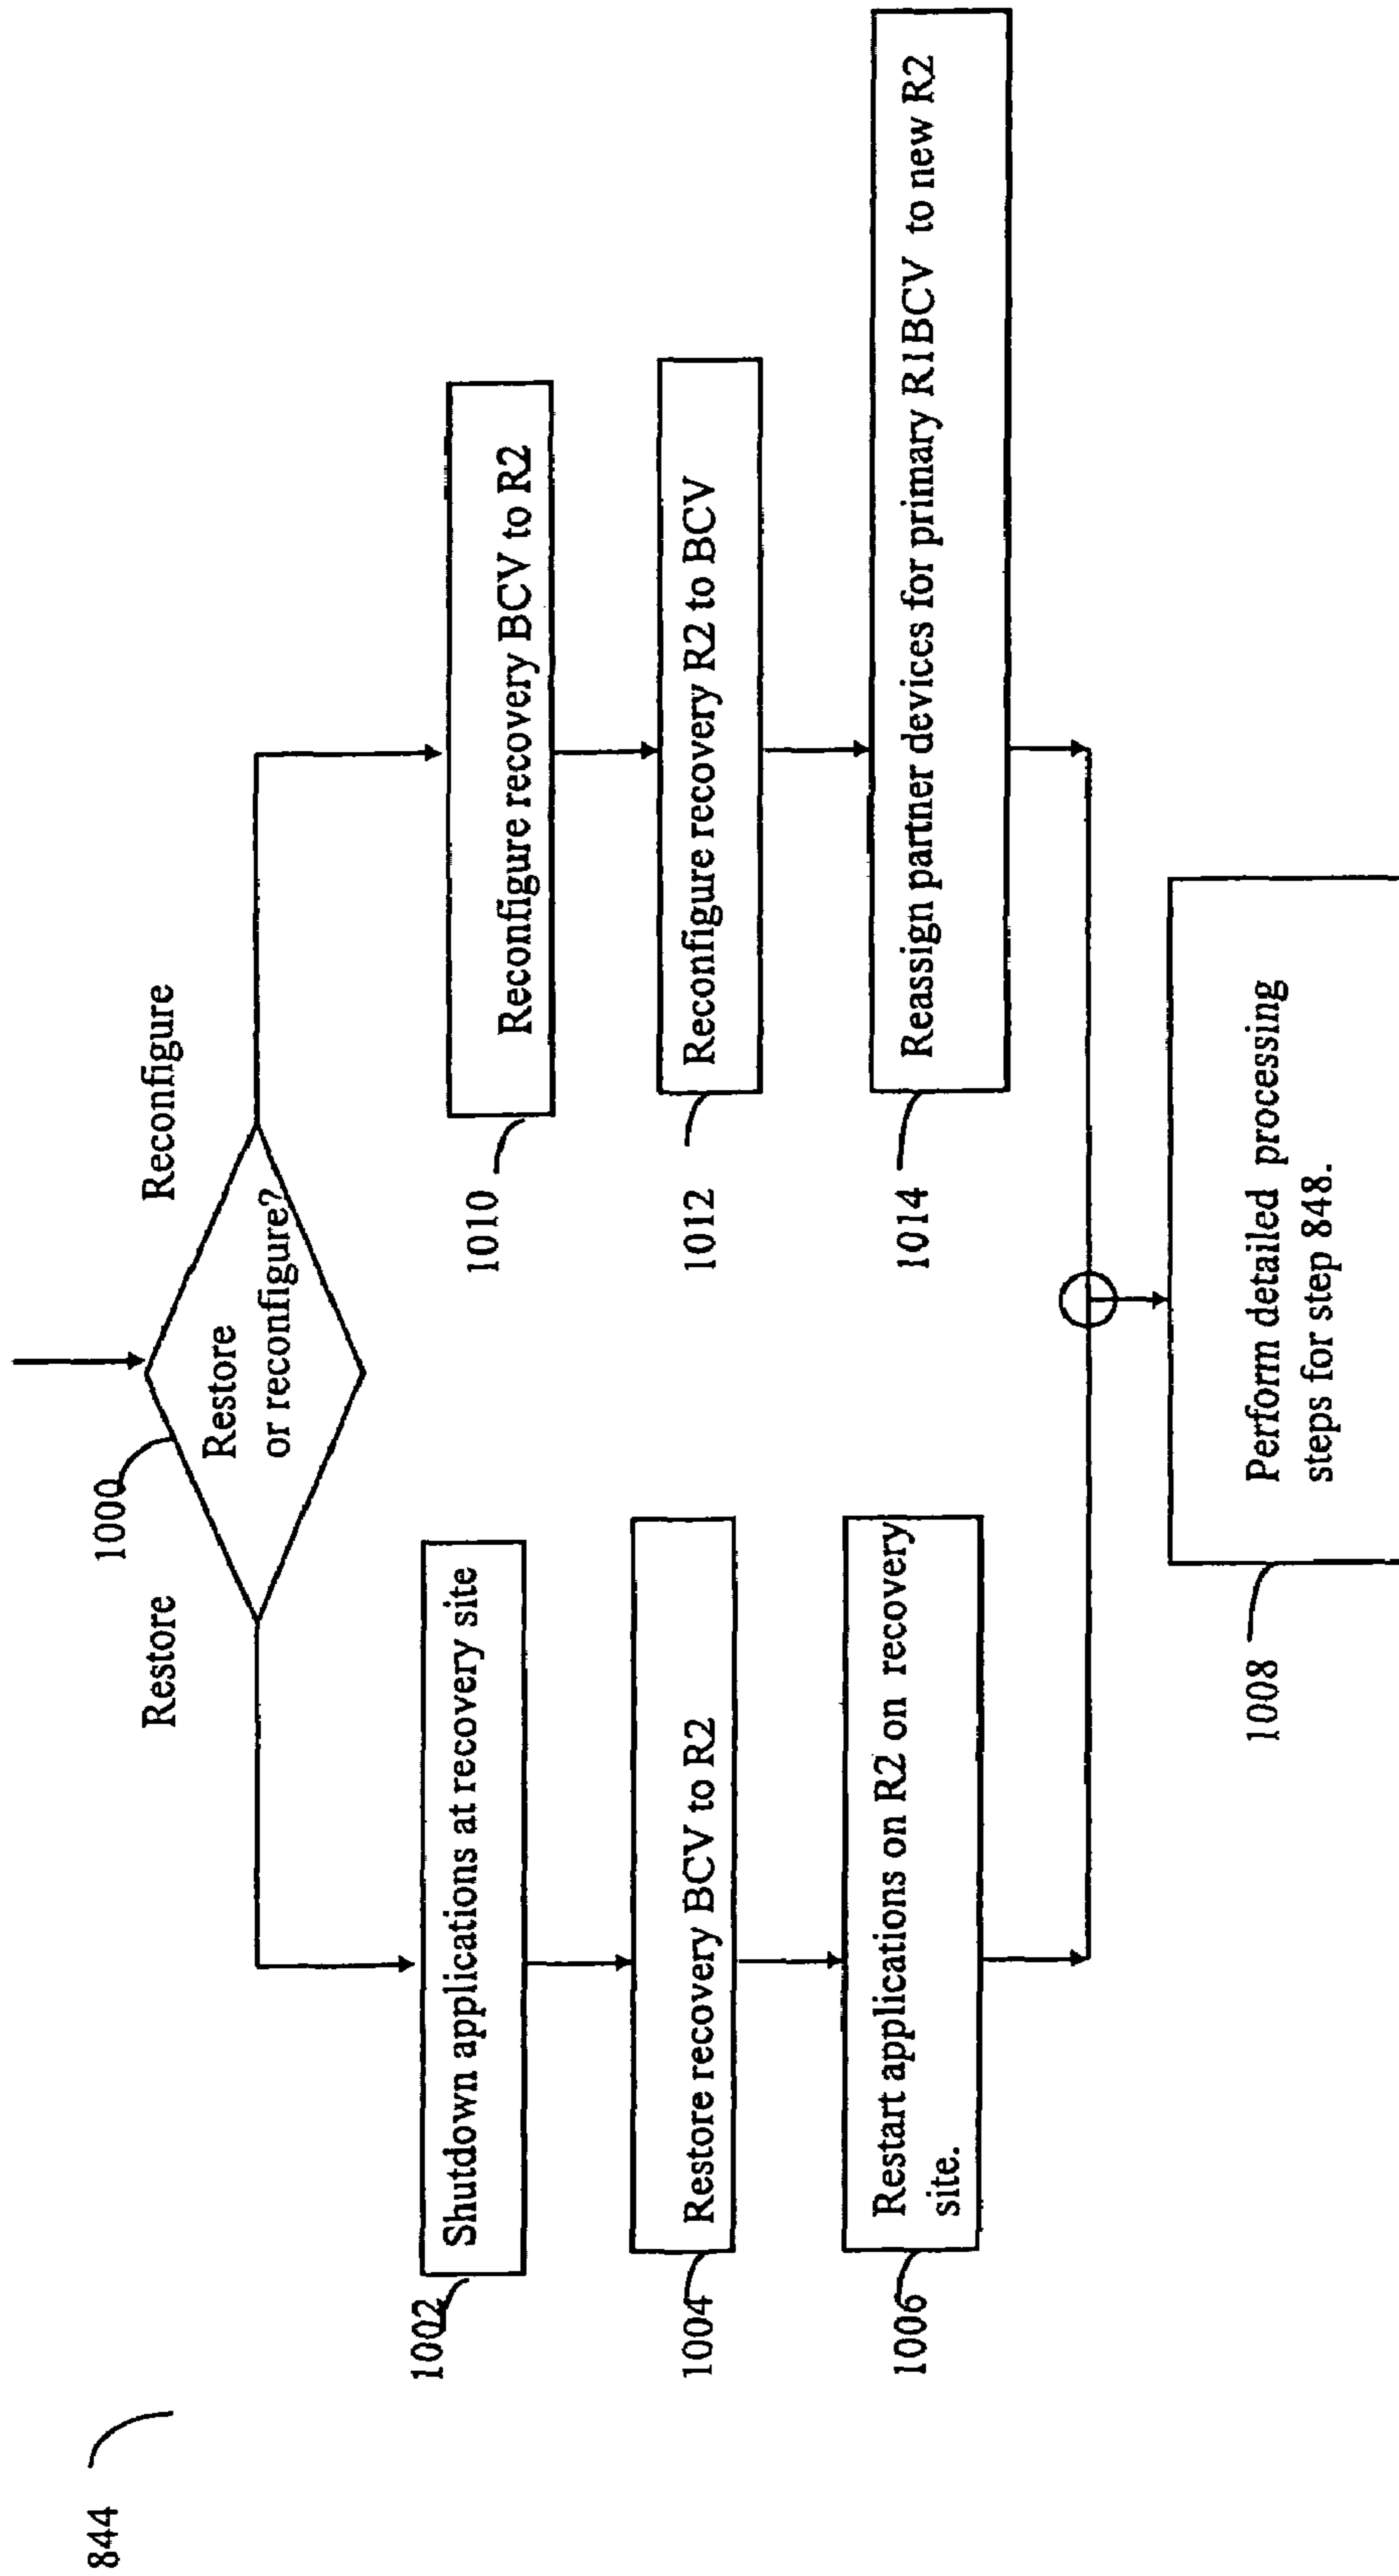 844
1000
Restore
Reconfigure
Restore
or reconfigure?
1002
Shutdown applications at recovery site
1004
Restore recovery BCV to R2
1006
Restart applications on R2 on recovery
site.
1010
Reconfigure recovery BCV to R2
1012
Reconfigure recovery R2 to BCV
1014
Reassign partner devices for primary R1BCV to new R2
1008
Perform detailed processing
steps for step 848.